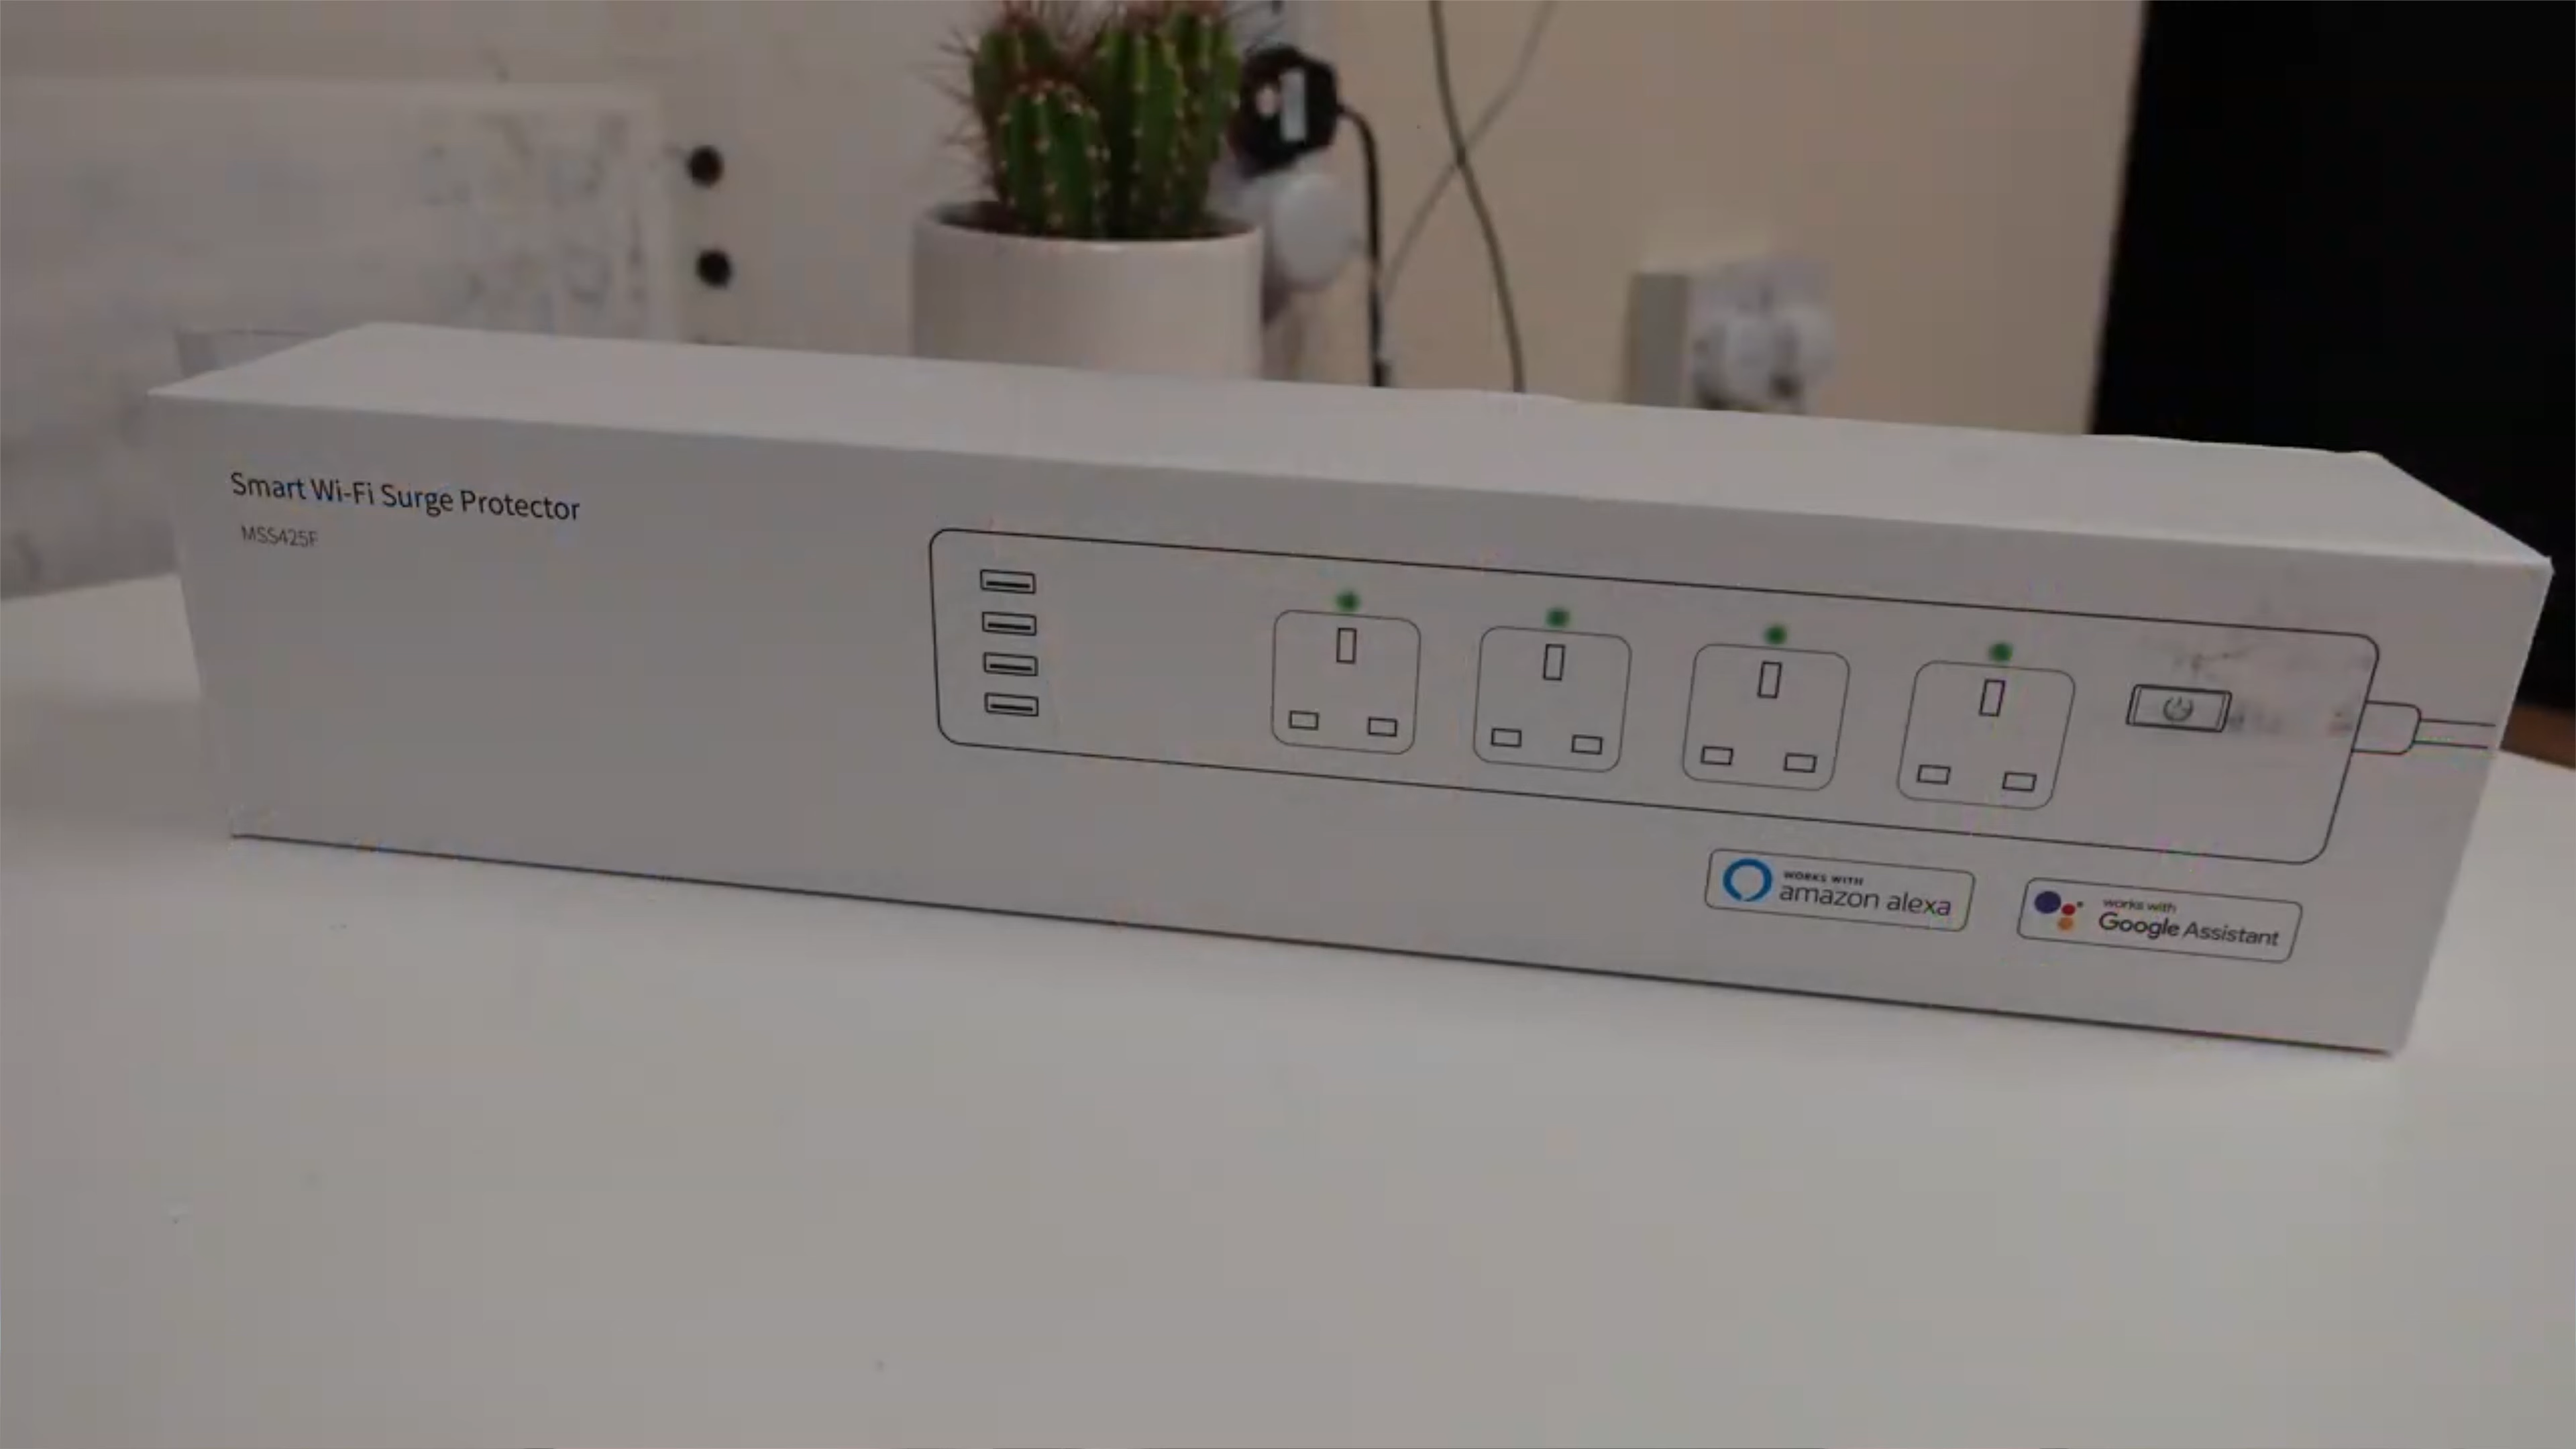 Smart Wi-Fi Surge Protector
MSS425F
WORKS WITH
amazon alexa
works with
Google Assistant